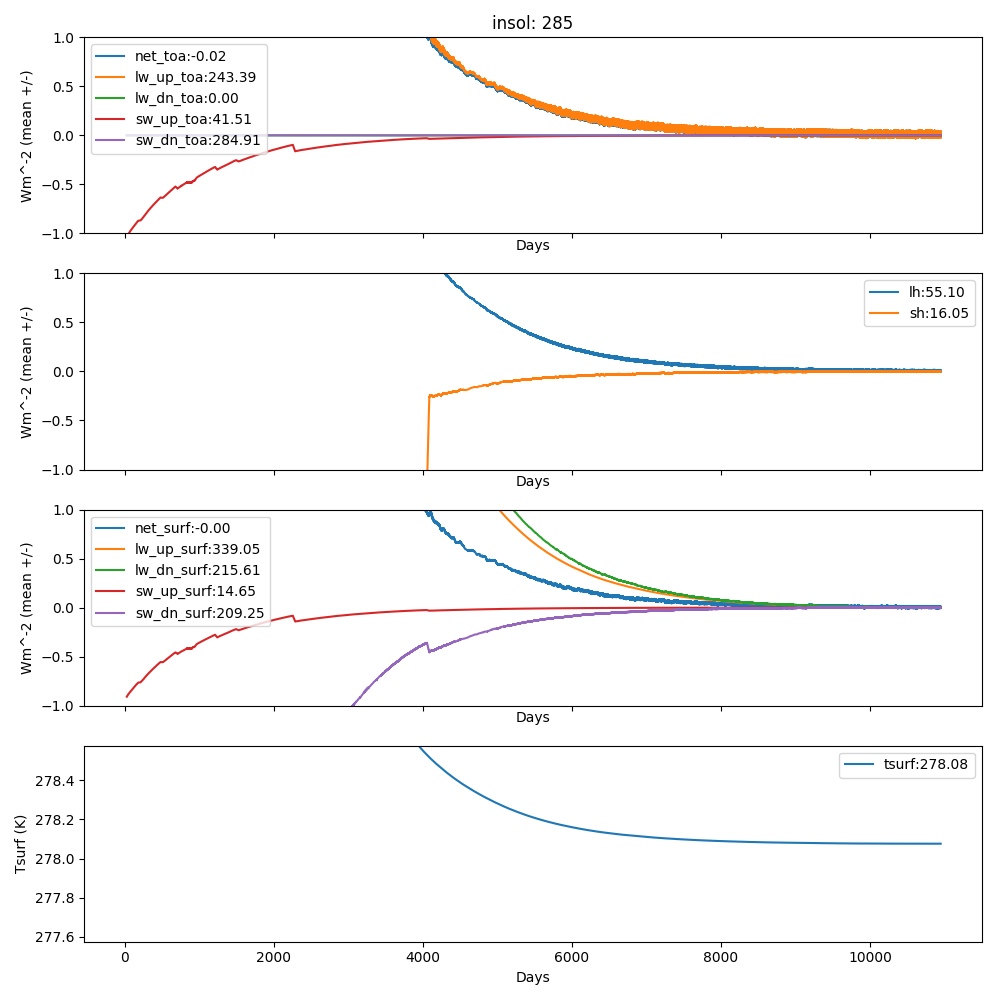 insol: 285
1.0
0.5
0.0
−0.5
−1.0
Wm^-2 (mean +/-)
net_toa:-0.02
lw_up_toa:243.39
lw_dn_toa:0.00
sw_up_toa:41.51
sw_dn_toa:284.91
Days
1.0
0.5
0.0
−0.5
−1.0
Wm^-2 (mean +/-)
lh:55.10
sh:16.05
Days
1.0
0.5
0.0
−0.5
−1.0
Wm^-2 (mean +/-)
net_surf:-0.00
lw_up_surf:339.05
lw_dn_surf:215.61
sw_up_surf:14.65
sw_dn_surf:209.25
Days
278.4
278.2
278.0
277.8
277.6
Tsurf (K)
tsurf:278.08
0 2000 4000 6000 8000 10000
Days